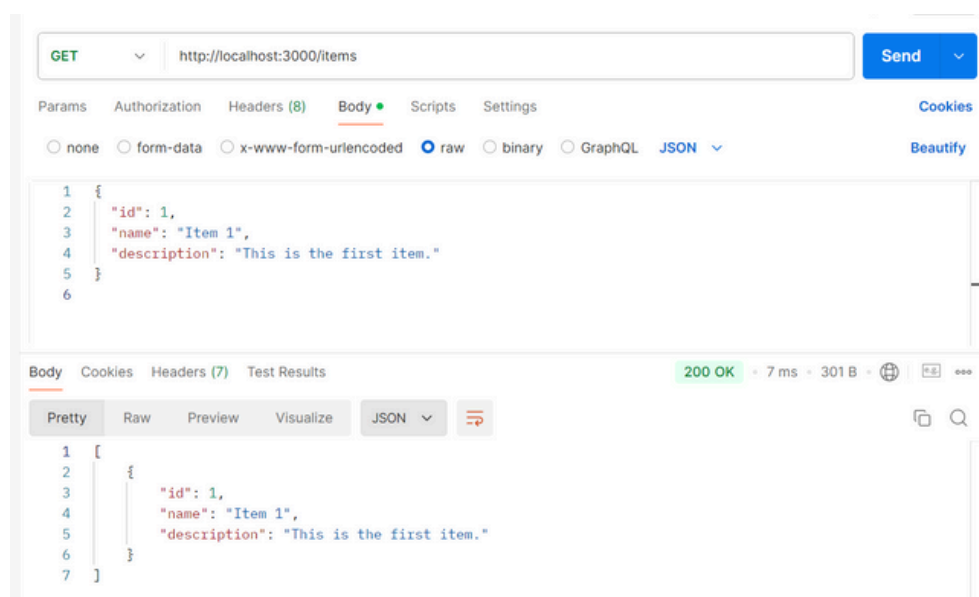 GET http://localhost:3000/items Send
Params Authorization Headers (8) Body Scripts Settings Cookies
none form-data x-www-form-urlencoded raw binary GraphQL JSON Beautify
1 {
2 "id": 1,
3 "name": "Item 1",
4 "description": "This is the first item."
5 }
6
Body Cookies Headers (7) Test Results 200 OK 7 ms 301 B
Pretty Raw Preview Visualize JSON
1 [
2 {
3 "id": 1,
4 "name": "Item 1",
5 "description": "This is the first item."
6 }
7 ]